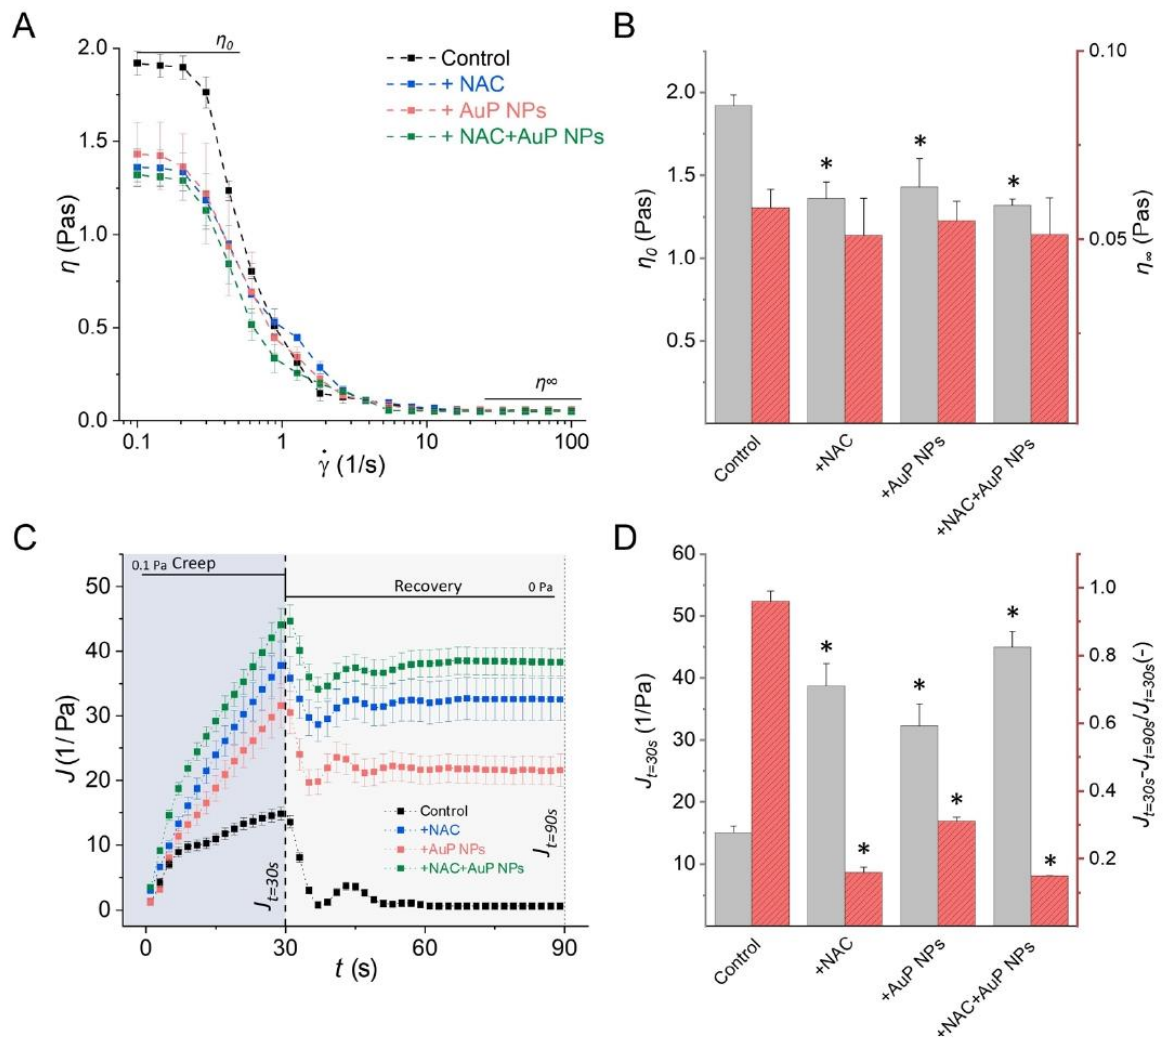 A
η (Pas)
2.0
1.5
1.0
0.5
0.0
η0
η∞
Control
+ NAC
+ AuP NPs
+ NAC+AuP NPs
0.1
1
10
100
γ̇ (1/s)
B
η0 (Pas)
2.0
1.5
1.0
0.5
*
*
*
0.10
0.05
η∞ (Pas)
Control
+NAC
+AuP NPs
+NAC+AuP NPs
C
J (1/Pa)
50
40
30
20
10
0
0.1 Pa Creep
Recovery
0 Pa
Control
+NAC
+AuP NPs
+NAC+AuP NPs
Jt=30s
Jt=90s
0
30
60
90
t (s)
D
Jt=30s (1/Pa)
60
50
40
30
20
10
*
*
*
*
*
*
1.0
0.8
0.6
0.4
0.2
Jt=30s-Jt=90s/Jt=30s(-)
Control
+NAC
+AuP NPs
+NAC+AuP NPs